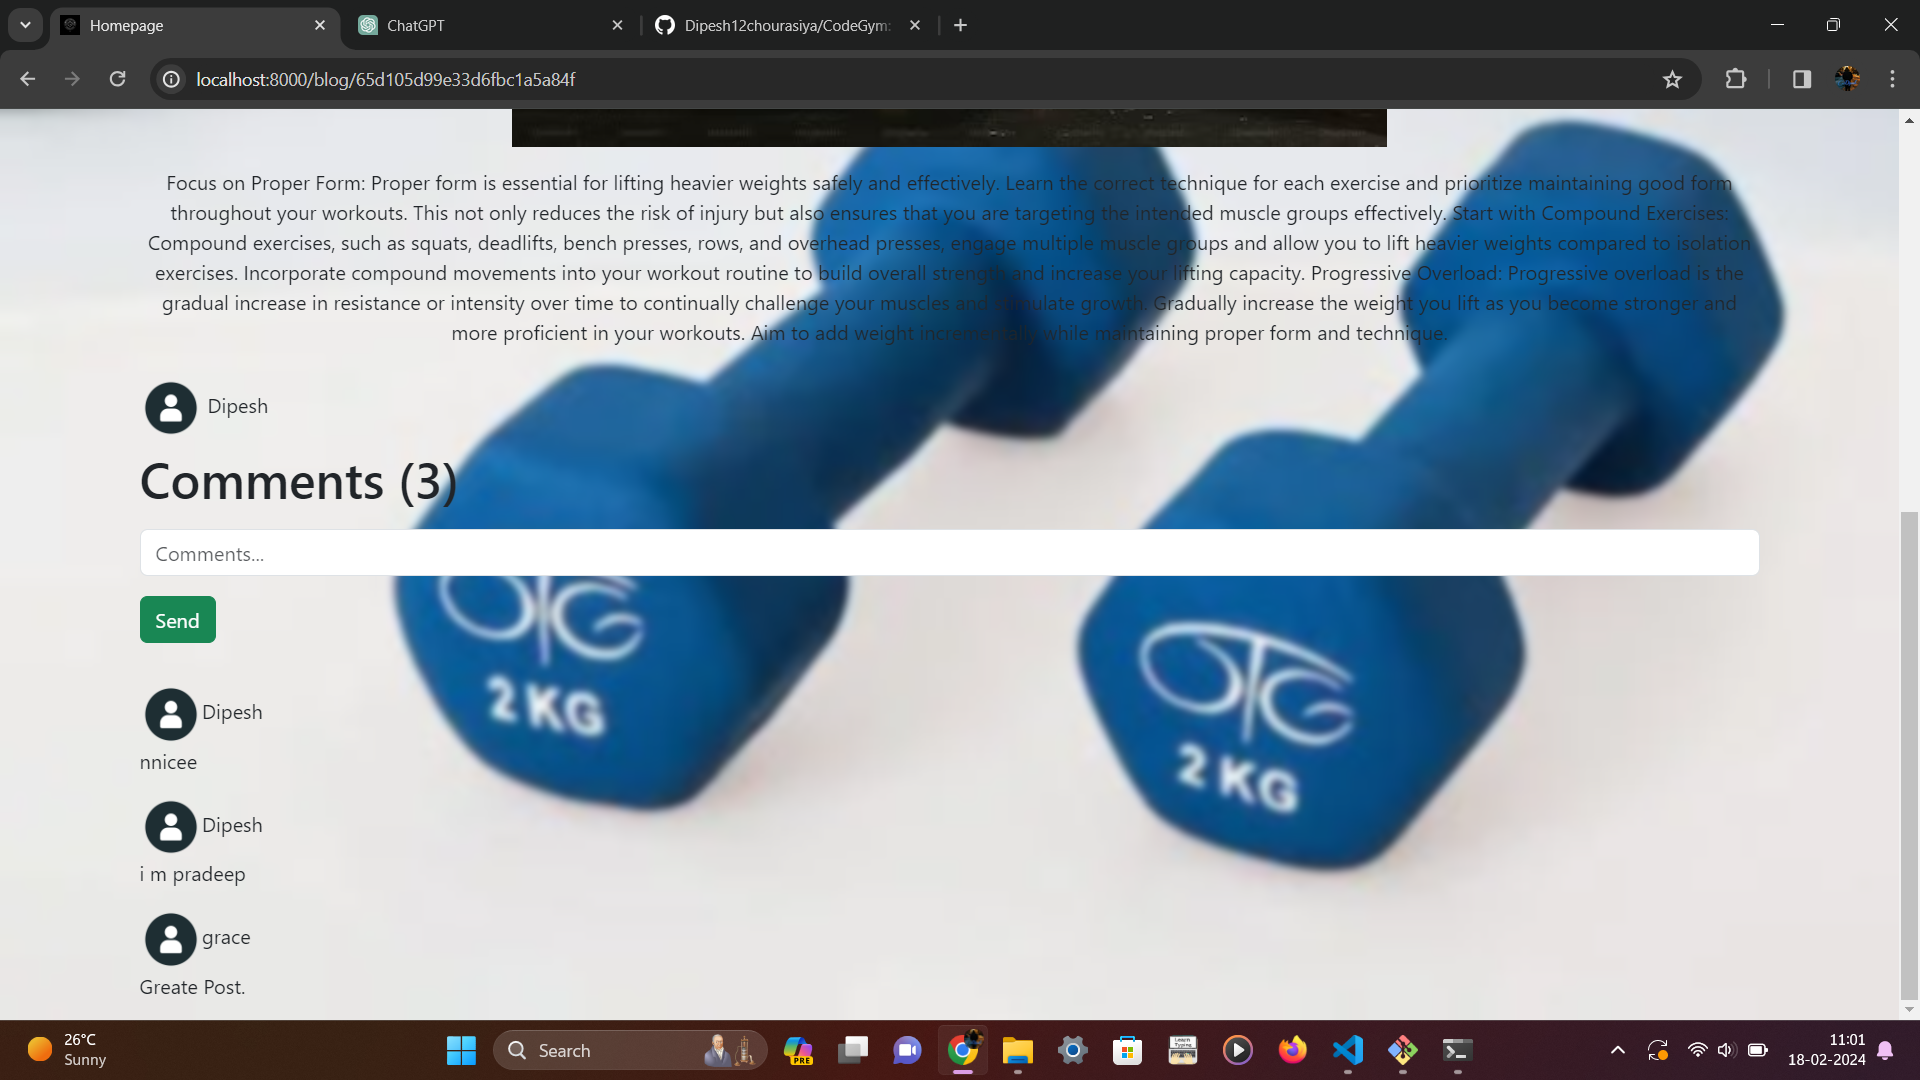 Homepage
ChatGPT
Dipesh12chourasiya/CodeGym:
localhost:8000/blog/65d105d99e33d6fbc1a5a84f
Focus on Proper Form: Proper form is essential for lifting heavier weights safely and effectively. Learn the correct technique for each exercise and prioritize maintaining good form
throughout your workouts. This not only reduces the risk of injury but also ensures that you are targeting the intended muscle groups effectively. Start with Compound Exercises:
Compound exercises, such as squats, deadlifts, bench presses, rows, and overhead presses, engage multiple muscle groups and allow you to lift heavier weights compared to isolation
exercises. Incorporate compound movements into your workout routine to build overall strength and increase your lifting capacity. Progressive Overload: Progressive overload is the
gradual increase in resistance or intensity over time to continually challenge your muscles and stimulate growth. Gradually increase the weight you lift as you become stronger and
more proficient in your workouts. Aim to add weight incrementally while maintaining proper form and technique.
Dipesh
Comments (3)
Comments...
Send
OTG
2 KG
OTG
2 KG
Dipesh
nnicee
Dipesh
i m pradeep
grace
Greate Post.
26°C
Sunny
Search
PRE
Learn Typing
11:01
18-02-2024